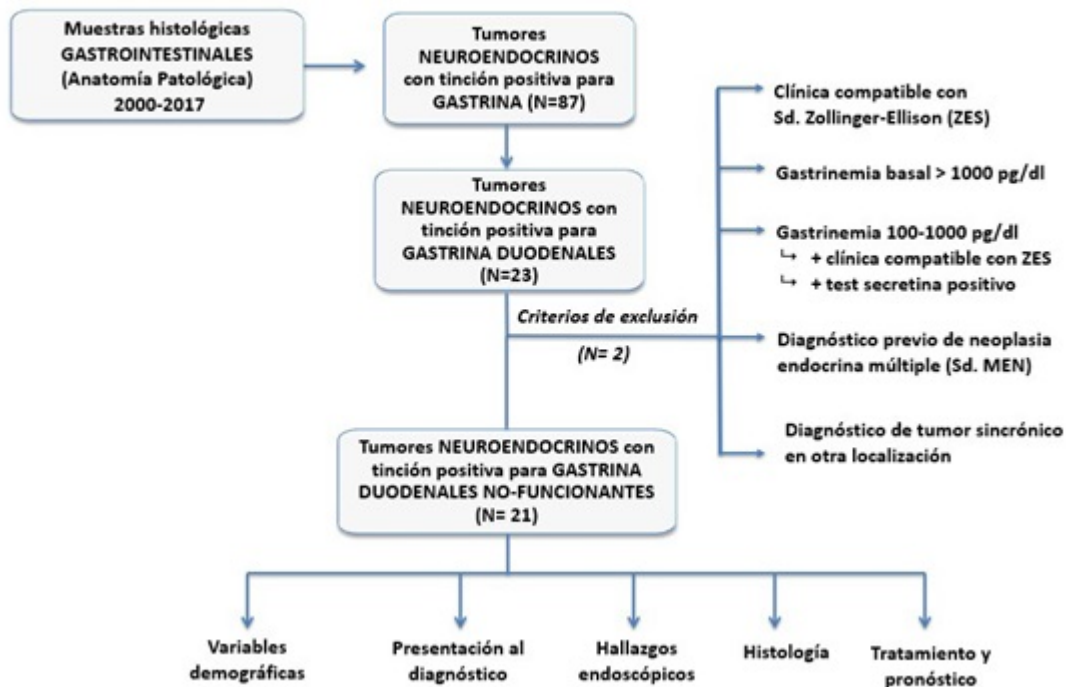 Muestras histológicas
GASTROINTESTINALES
(Anatomía Patológica)
2000-2017
Tumores
NEUROENDOCRINOS
con tinción positiva para
GASTRINA (N=87)
Tumores
NEUROENDOCRINOS con
tinción positiva para
GASTRINA DUODENALES
(N=23)
Criterios de exclusión
(N= 2)
Clínica compatible con
Sd. Zollinger-Ellison (ZES)
Gastrinemia basal > 1000 pg/dl
Gastrinemia 100-1000 pg/dl
↳ + clínica compatible con ZES
↳ + test secretina positivo
Diagnóstico previo de neoplasia
endocrina múltiple (Sd. MEN)
Diagnóstico de tumor sincrónico
en otra localización
Tumores NEUROENDOCRINOS con
tinción positiva para GASTRINA
DUODENALES NO-FUNCIONANTES
(N= 21)
Variables
demográficas
Presentación al
diagnóstico
Hallazgos
endoscópicos
Histología
Tratamiento y
pronóstico